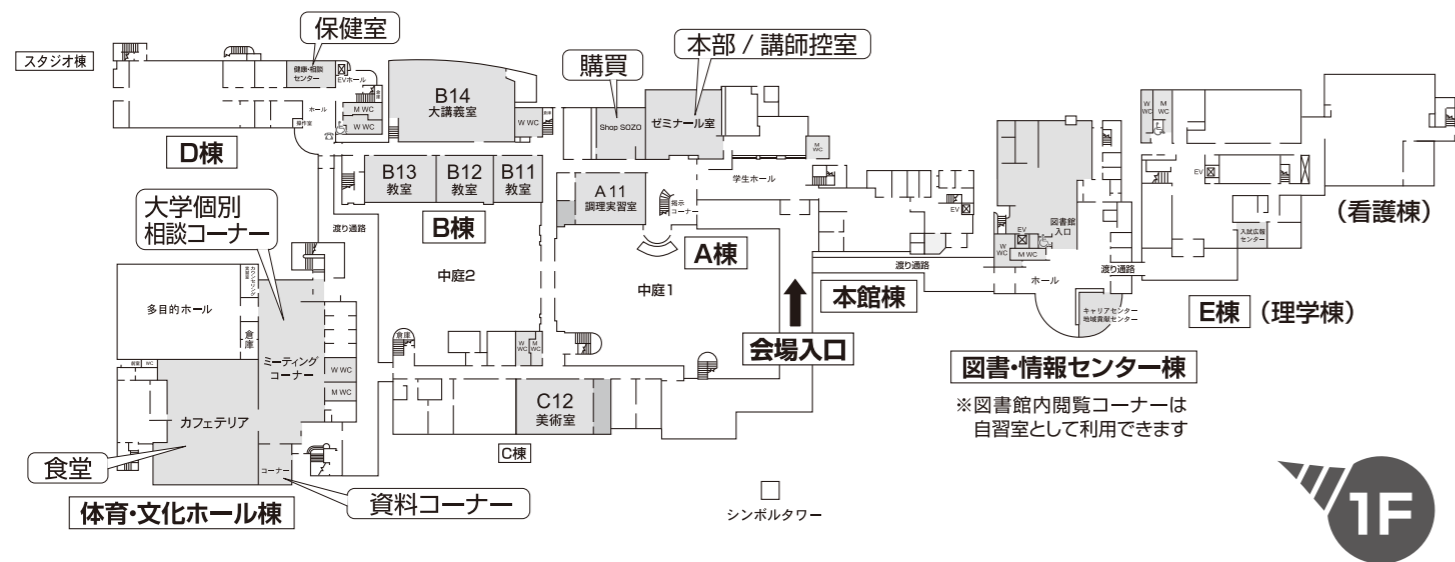 保健室
スタジオ棟
健康・相談
センター
EVホール
倉庫
ホール
操作室
M WC
W WC
D棟
B14
大講義室
W WC
購買
Shop SOZO
本部 / 講師控室
ゼミナール室
M
WC
学生ホール
B13
教室
B12
教室
B11
教室
B棟
A11
調理実習室
掲示
コーナー
A棟
大学個別
相談コーナー
渡り通路
多目的ホール
倉庫
ミーティング
コーナー
W WC
M WC
WC
カフェテリア
コーナー
食堂
資料コーナー
体育・文化ホール棟
中庭2
中庭1
倉庫
W
WC
M
WC
C12
美術室
C棟
会場入口
シンボルタワー
EV
本館棟
渡り通路
図書館
入口
EV
W
WC
M WC
ホール
渡り通路
キャリアセンター
地域貢献センター
図書・情報センター棟
※図書館内閲覧コーナーは
自習室として利用できます
W
WC
M
WC
EV
入試広報
センター
E棟
(理学棟)
(看護棟)
1F